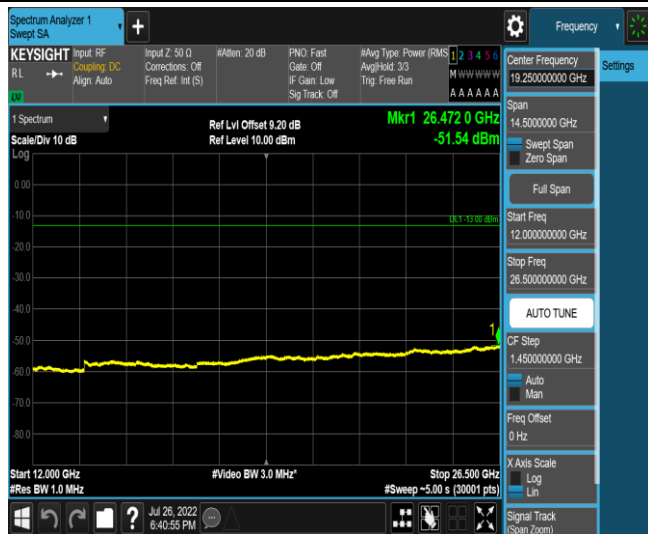 Spectrum Analyzer 1
Swept SA
Frequency
KEYSIGHT
RL
Input: RF
Coupling: DC
Align: Auto
Input Z: 50 Ω
Corrections: Off
Freq Ref: Int (S)
#Atten: 20 dB
PNO: Fast
Gate: Off
IF Gain: Low
Sig Track: Off
#Avg Type: Power (RMS
Avg|Hold: 3/3
Trig: Free Run
1 2 3 4 5 6
M W W W W W
A A A A A A
Center Frequency
19.250000000 GHz
Settings
Span
14.5000000 GHz
Swept Span
Zero Span
Full Span
Start Freq
12.000000000 GHz
Stop Freq
26.500000000 GHz
AUTO TUNE
CF Step
1.450000000 GHz
Auto
Man
Freq Offset
0 Hz
X Axis Scale
Log
Lin
Signal Track
(Span Zoom)
1 Spectrum
Scale/Div 10 dB
Log
Ref Lvl Offset 9.20 dB
Ref Level 10.00 dBm
Mkr1 26.472 0 GHz
-51.54 dBm
0.00
-10.0
DL1 -13.00 dBm
-20.0
-30.0
-40.0
-50.0
1
-60.0
-70.0
-80.0
Start 12.000 GHz
#Res BW 1.0 MHz
#Video BW 3.0 MHz*
Stop 26.500 GHz
#Sweep ~5.00 s (30001 pts)
?
Jul 26, 2022
6:40:55 PM